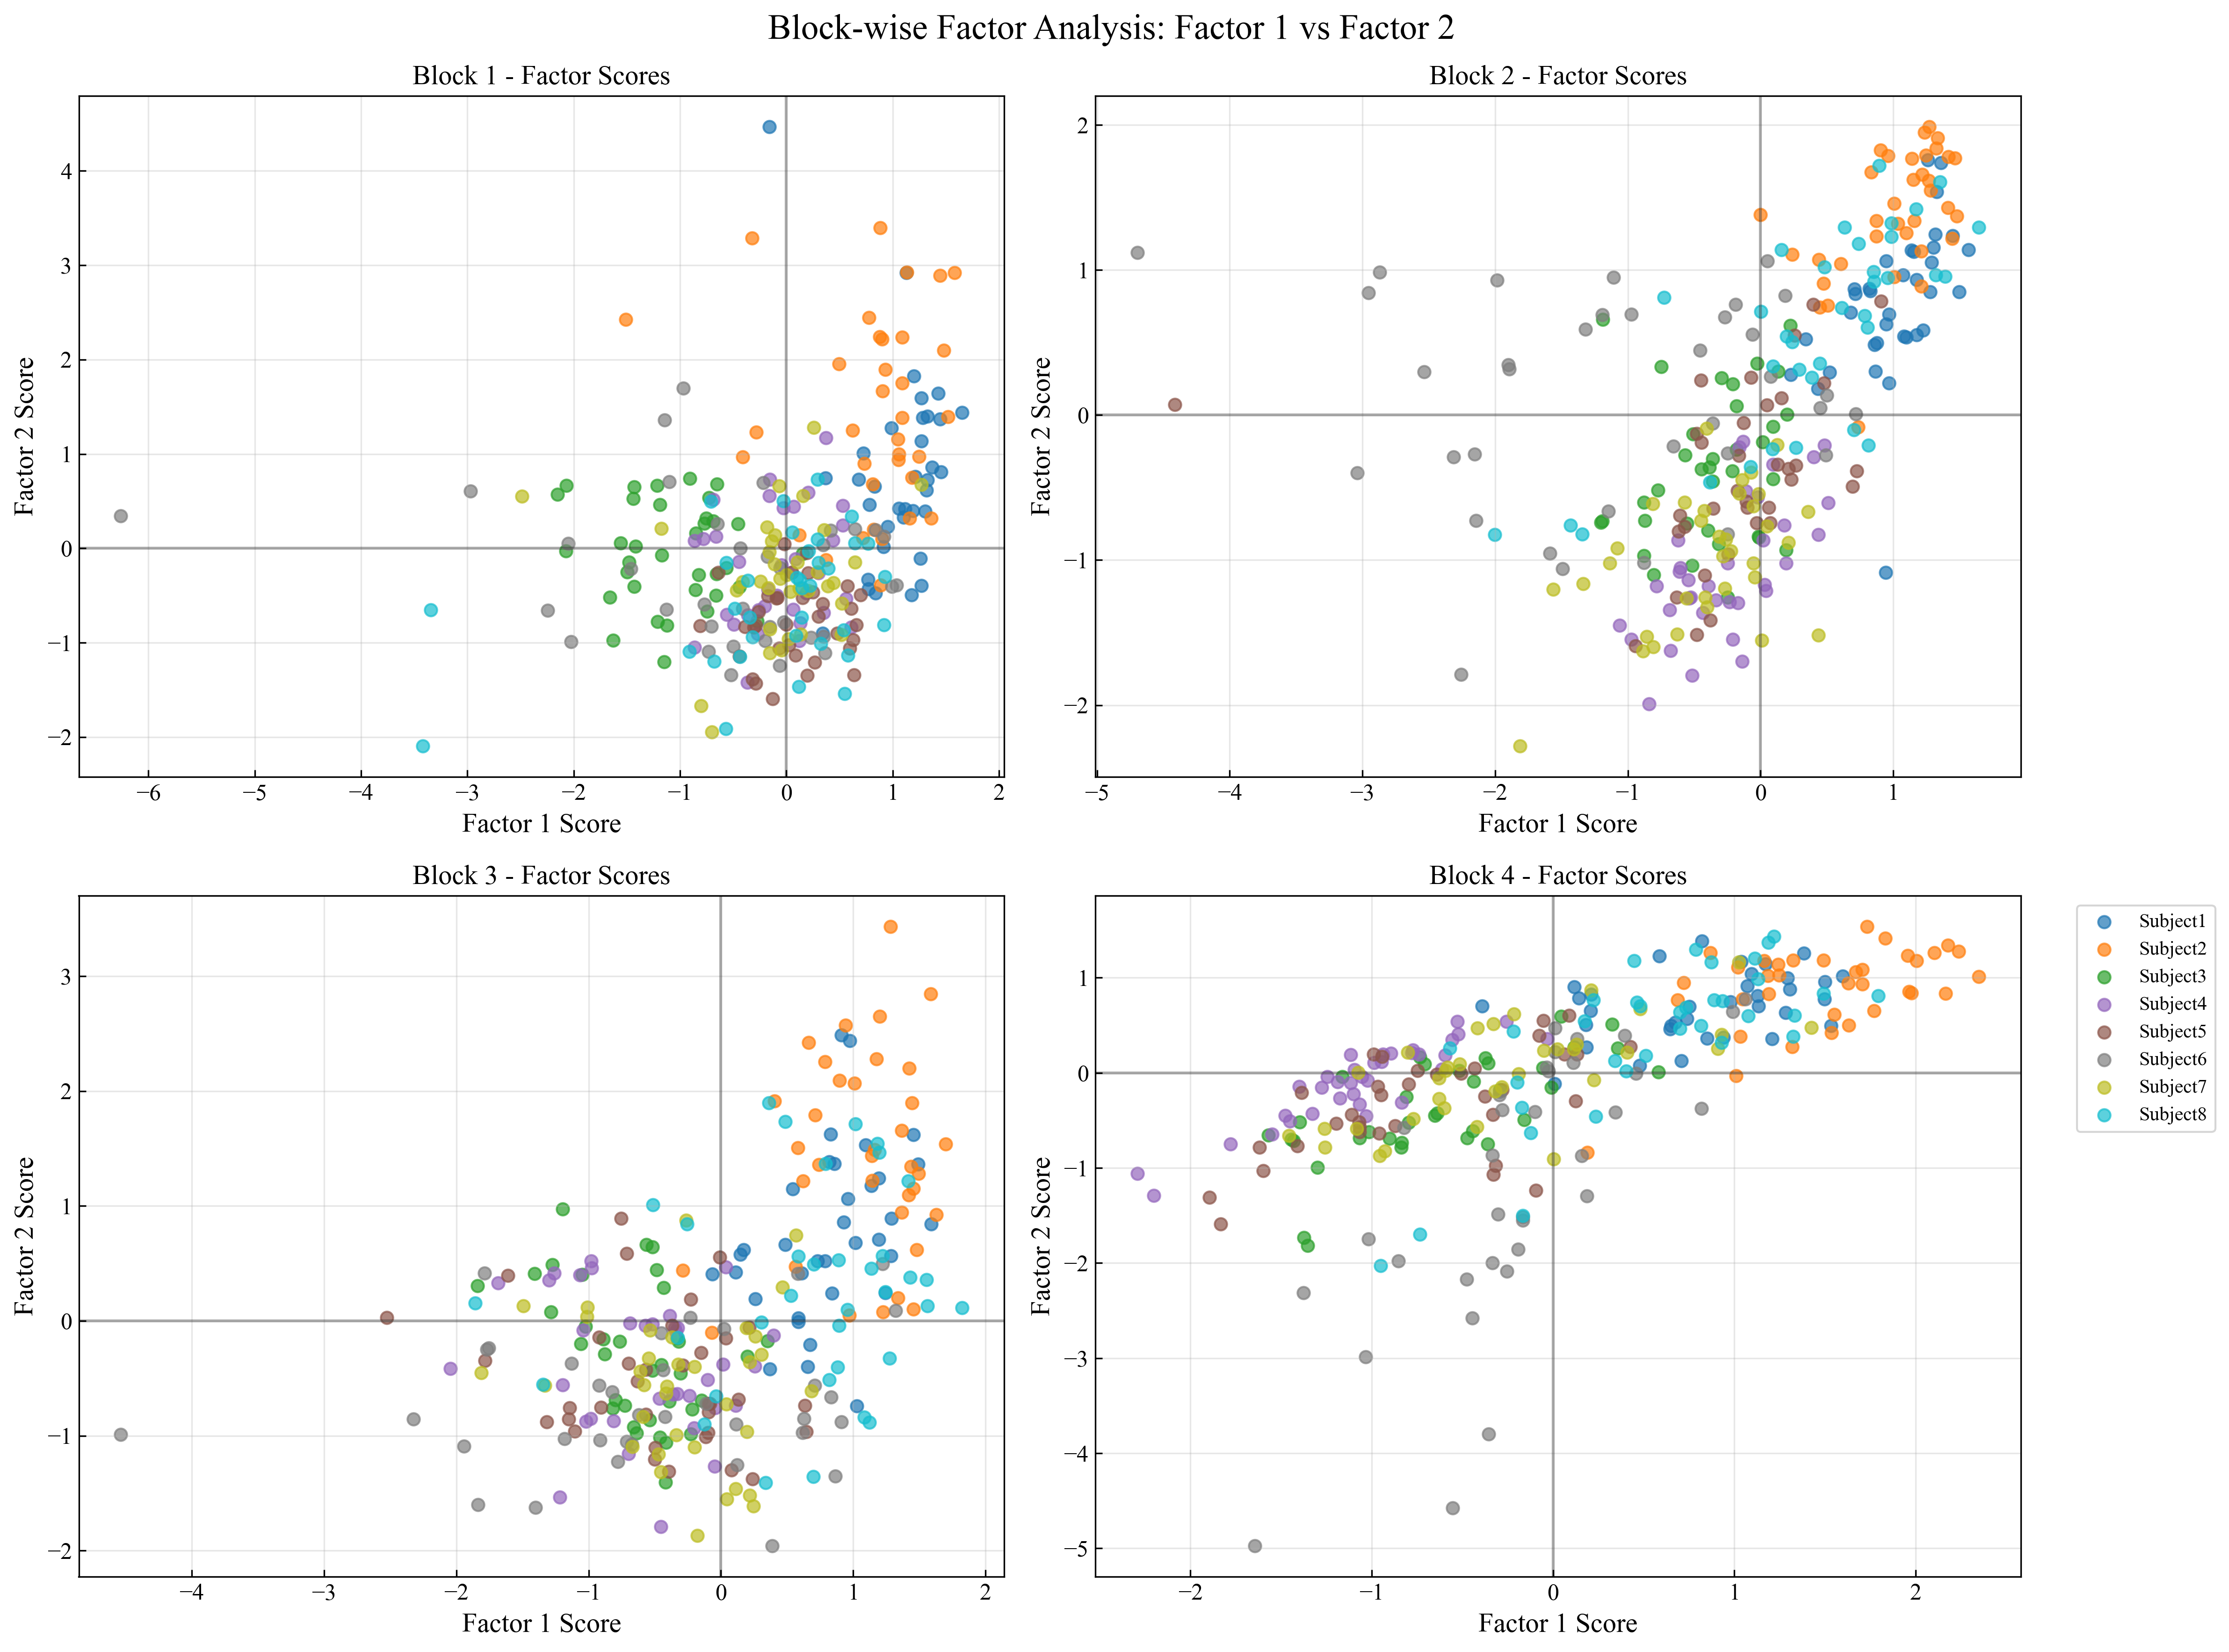 Block-wise Factor Analysis: Factor 1 vs Factor 2
Block 1 - Factor Scores
Factor 2 Score
4
3
2
1
0
−1
−2
−6
−5
−4
−3
−2
−1
0
1
2
Factor 1 Score
Block 2 - Factor Scores
Factor 2 Score
2
1
0
−1
−2
−5
−4
−3
−2
−1
0
1
Factor 1 Score
Block 3 - Factor Scores
Factor 2 Score
3
2
1
0
−1
−2
−4
−3
−2
−1
0
1
2
Factor 1 Score
Block 4 - Factor Scores
Factor 2 Score
1
0
−1
−2
−3
−4
−5
−2
−1
0
1
2
Factor 1 Score
Subject1
Subject2
Subject3
Subject4
Subject5
Subject6
Subject7
Subject8